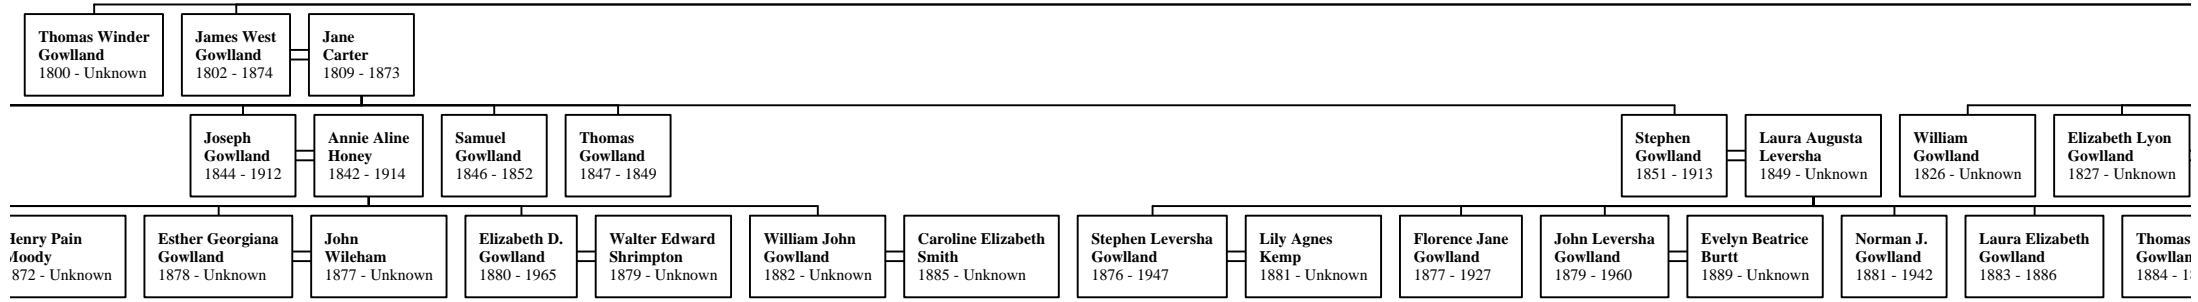 Thomas Winder
Gowlland
1800 - Unknown
James West
Gowlland
1802 - 1874
Jane
Carter
1809 - 1873
Joseph
Gowlland
1844 - 1912
Annie Aline
Honey
1842 - 1914
Samuel
Gowlland
1846 - 1852
Thomas
Gowlland
1847 - 1849
Stephen
Gowlland
1851 - 1913
Laura Augusta
Leversha
1849 - Unknown
William
Gowlland
1826 - Unknown
Elizabeth Lyon
Gowlland
1827 - Unknown
Pain
- Unknown
Esther Georgiana
Gowlland
1878 - Unknown
John
Wileham
1877 - Unknown
Elizabeth D.
Gowlland
1880 - 1965
Walter Edward
Shrimpton
1879 - Unknown
William John
Gowlland
1882 - Unknown
Caroline Elizabeth
Smith
1885 - Unknown
Stephen Leversha
Gowlland
1876 - 1947
Lily Agnes
Kemp
1881 - Unknown
Florence Jane
Gowlland
1877 - 1927
John Leversha
Gowlland
1879 - 1960
Evelyn Beatrice
Burtt
1889 - Unknown
Norman J.
Gowlland
1881 - 1942
Laura Elizabeth
Gowlland
1883 - 1886
Thomas
1884 -